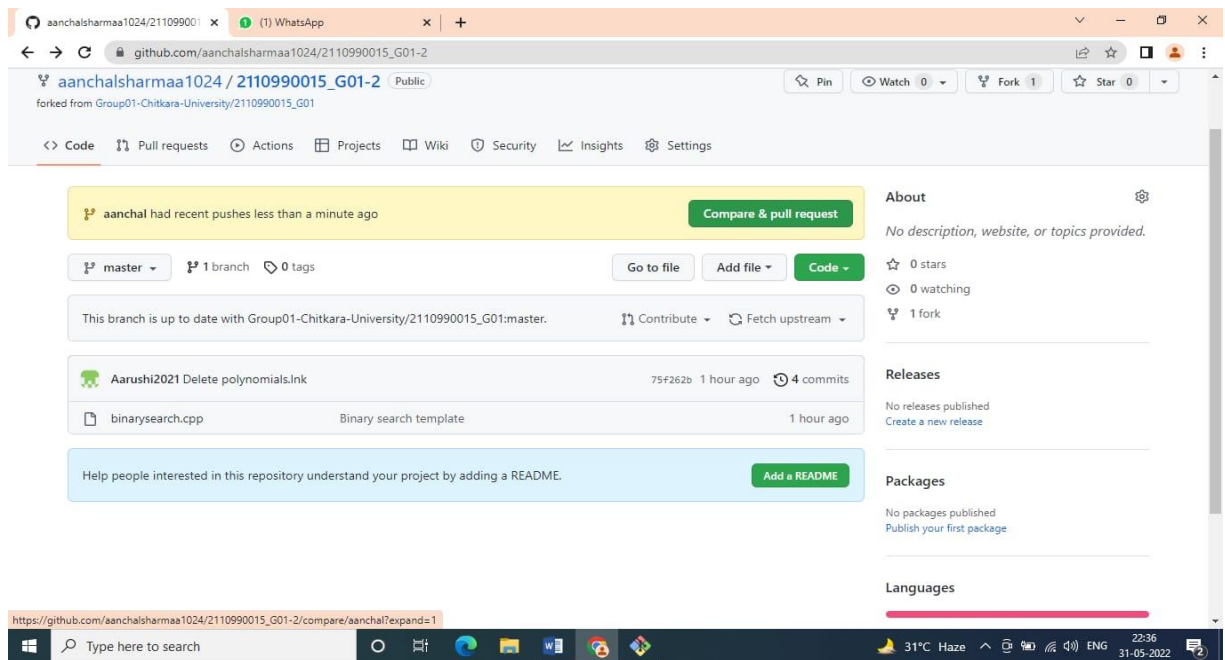 aanchalsharmaa1024/211099001
(1) WhatsApp
github.com/aanchalsharmaa1024/2110990015_G01-2
aanchalsharmaa1024 / 2110990015_G01-2 Public
Pin
Watch 0
Fork 1
Star 0
forked from Group01-Chitkara-University/2110990015_G01
<> Code
Pull requests
Actions
Projects
Wiki
Security
Insights
Settings
aanchal had recent pushes less than a minute ago
Compare & pull request
master
1 branch
0 tags
Go to file
Add file
Code
This branch is up to date with Group01-Chitkara-University/2110990015_G01:master.
Contribute
Fetch upstream
Aarushi2021 Delete polynomials.lnk
75f262b 1 hour ago
4 commits
binarysearch.cpp
Binary search template
1 hour ago
Help people interested in this repository understand your project by adding a README.
Add a README
About
No description, website, or topics provided.
0 stars
0 watching
1 fork
Releases
No releases published
Create a new release
Packages
No packages published
Publish your first package
Languages
https://github.com/aanchalsharmaa1024/2110990015_G01-2/compare/aanchal?expand=1
Type here to search
31°C Haze
ENG
22:36
31-05-2022
2